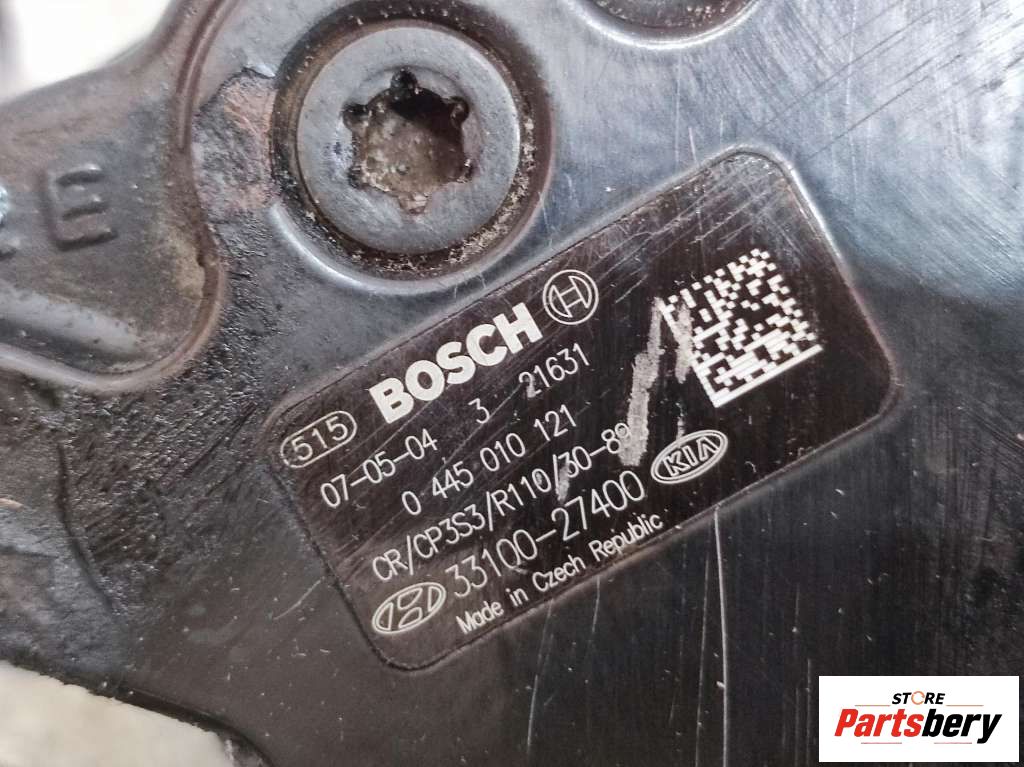 E
515 BOSCH
07-05-04 3 21631
0 445 010 121
CR/CP3S3/R110/30-89
33100-27400 KIA
Made in Czech Republic
STORE
Partsbery